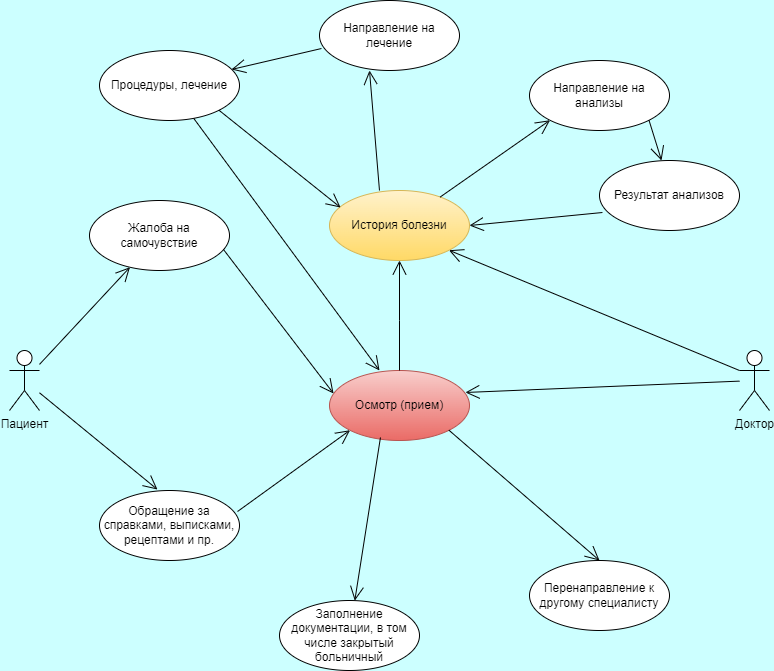 Направление на
лечение
Процедуры, лечение
Направление на
анализы
Результат анализов
История болезни
Жалоба на
самочувствие
Осмотр (прием)
Пациент
Доктор
Обращение за
справками, выписками,
рецептами и пр.
Перенаправление к
другому специалисту
Заполнение
документации, в том
числе закрытый
больничный